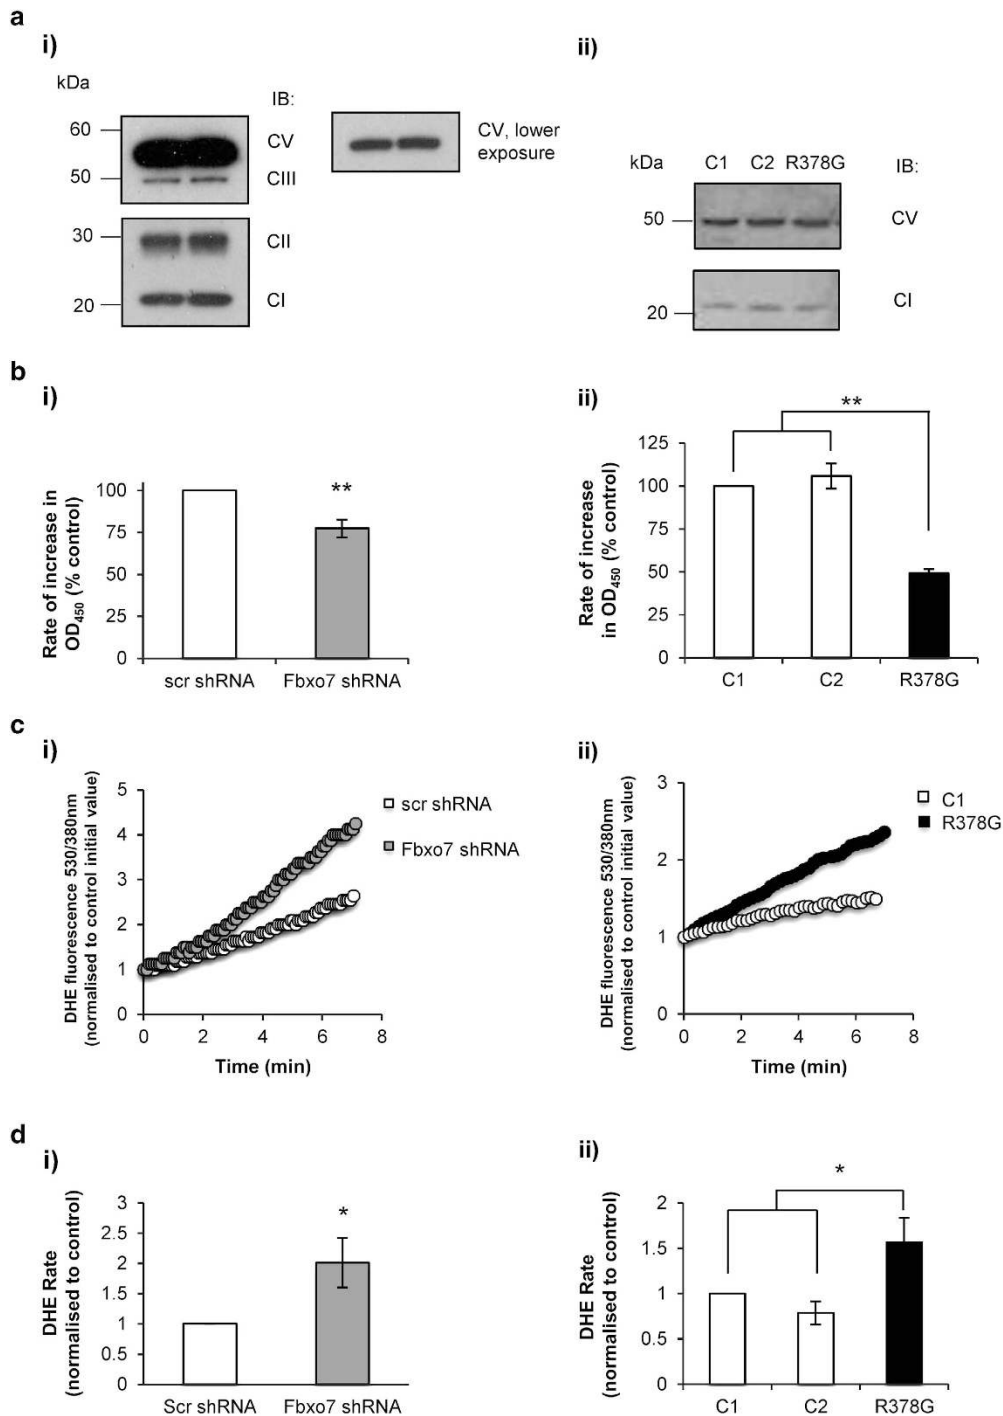 a
i)
kDa
IB:
60
CV
50
CIII
30
CII
20
CI
CV, lower
exposure
ii)
kDa C1 C2 R378G IB:
50
CV
20
CI
b
i)
Rate of increase in
OD450 (% control)
100
75
50
25
0
scr shRNA Fbxo7 shRNA
**
ii)
Rate of increase
in OD450 (% control)
125
100
75
50
25
0
C1 C2 R378G
**
c
i)
DHE fluorescence 530/380nm
(normalised to control initial value)
5
4
3
2
1
0
0 2 4 6 8
Time (min)
scr shRNA
Fbxo7 shRNA
ii)
DHE fluorescence 530/380nm
(normalised to control initial value)
3
2
1
0
0 2 4 6 8
Time (min)
C1
R378G
d
i)
DHE Rate
(normalised to control)
3
2.5
2
1.5
1
0.5
0
Scr shRNA Fbxo7 shRNA
*
ii)
DHE Rate
(normalised to control)
2
1.5
1
0.5
0
C1 C2 R378G
*